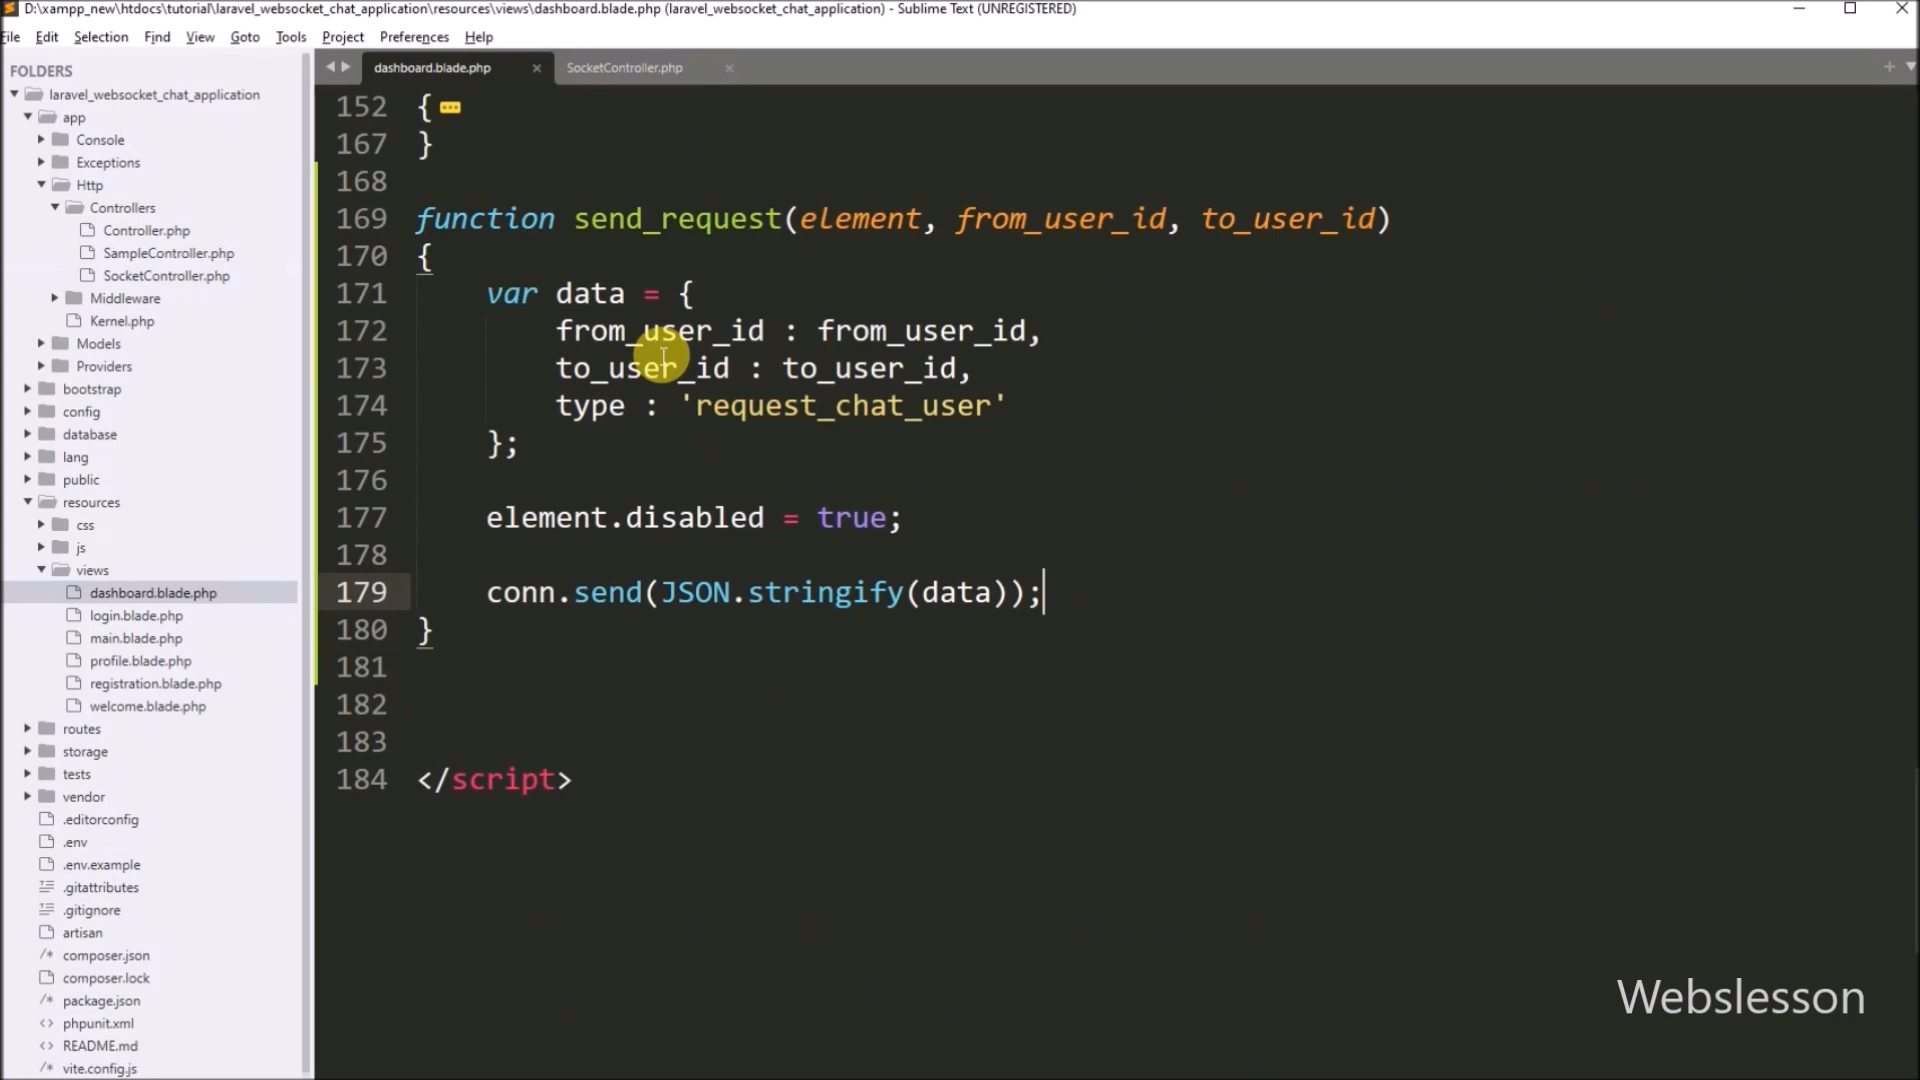 D:\xampp_new\htdocs\tutorial\laravel_websocket_chat_application\resources\views\dashboard.blade.php (laravel_websocket_chat_application) - Sublime Text (UNREGISTERED)
File Edit Selection Find View Goto Tools Project Preferences Help
FOLDERS
laravel_websocket_chat_application
app
Console
Exceptions
Http
Controllers
Controller.php
SampleController.php
SocketController.php
Middleware
Kernel.php
Models
Providers
bootstrap
config
database
lang
public
resources
css
js
views
dashboard.blade.php
login.blade.php
main.blade.php
profile.blade.php
registration.blade.php
welcome.blade.php
routes
storage
tests
vendor
.editorconfig
.env
.env.example
.gitattributes
.gitignore
artisan
composer.json
composer.lock
package.json
phpunit.xml
README.md
vite.config.js
dashboard.blade.php SocketController.php
152 {
167 }
168
169 function send_request(element, from_user_id, to_user_id)
170 {
171 var data = {
172 from_user_id : from_user_id,
173 to_user_id : to_user_id,
174 type : 'request_chat_user'
175 };
176
177 element.disabled = true;
178
179 conn.send(JSON.stringify(data));
180 }
181
182
183
184 </script>
Webslesson